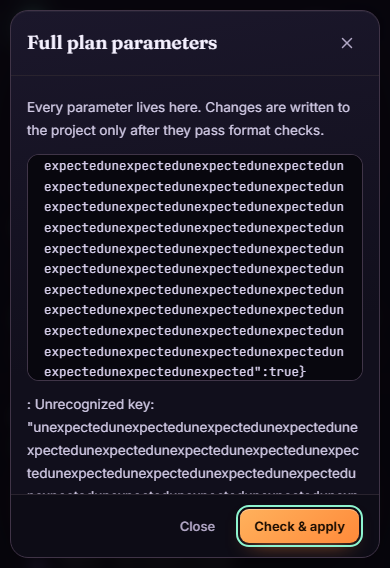 Full plan parameters
Every parameter lives here. Changes are written to
the project only after they pass format checks.
expectedunexpectedunexpectedunexpectedun
expectedunexpectedunexpectedunexpectedun
expectedunexpectedunexpectedunexpectedun
expectedunexpectedunexpectedunexpectedun
expectedunexpectedunexpectedunexpectedun
expectedunexpectedunexpectedunexpectedun
expectedunexpectedunexpectedunexpectedun
expectedunexpectedunexpectedunexpectedun
expectedunexpectedunexpectedunexpectedun
expectedunexpectedunexpectedunexpectedun
expectedunexpectedunexpected":true}
: Unrecognized key:
"unexpectedunexpectedunexpectedunexpectedune
xpectedunexpectedunexpectedunexpectedunexpec
tedunexpectedunexpectedunexpectedunexpectedu
Close
Check & apply